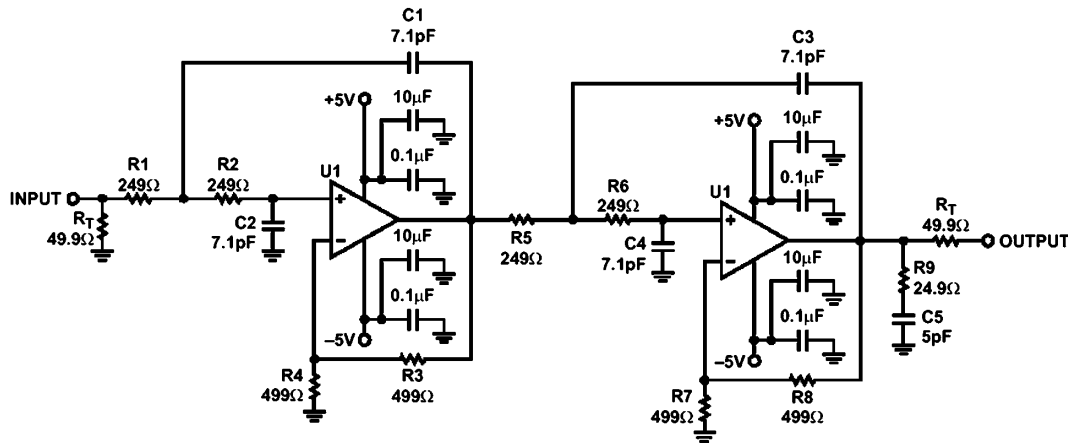 C1
7.1pF
C3
7.1pF
+5V
10µF
0.1µF
+5V
10µF
0.1µF
INPUT
R1
249Ω
R2
249Ω
U1
+
−
RT
49.9Ω
C2
7.1pF
R5
249Ω
R6
249Ω
C4
7.1pF
U1
+
−
RT
49.9Ω
OUTPUT
R9
24.9Ω
C5
5pF
10µF
0.1µF
–5V
10µF
0.1µF
–5V
R4
499Ω
R3
499Ω
R7
499Ω
R8
499Ω